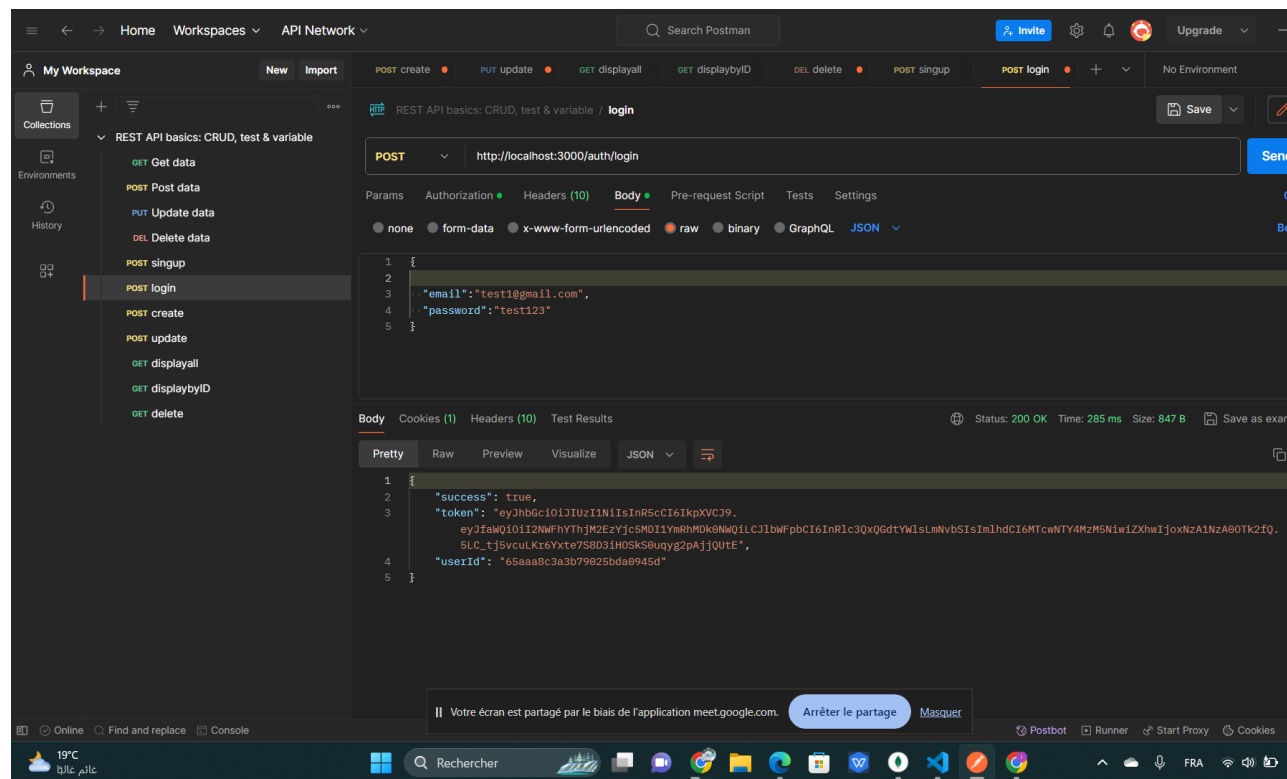 Home Workspaces API Network
Search Postman
Invite
Upgrade
My Workspace New Import
POST create PUT update GET displayall GET displaybyID DEL delete POST singup POST login No Environment
Collections
Environments
History
REST API basics: CRUD, test & variable
GET Get data
POST Post data
PUT Update data
DEL Delete data
POST singup
POST login
POST create
POST update
GET displayall
GET displaybyID
GET delete
HTTP REST API basics: CRUD, test & variable / login
Save
POST http://localhost:3000/auth/login
Send
Params Authorization Headers (10) Body Pre-request Script Tests Settings
none form-data x-www-form-urlencoded raw binary GraphQL JSON
1 {
2
3 "email":"test1@gmail.com",
4 "password":"test123"
5 }
Body Cookies (1) Headers (10) Test Results Status: 200 OK Time: 285 ms Size: 847 B Save as exam
Pretty Raw Preview Visualize JSON
1 {
2 "success": true,
3 "token": "eyJhbGciOiJIUzI1NiIsInR5cCI6IkpXVCJ9.
eyJfaWQiOiI2NWFhYThjM2EzYjc5MDI1YmRhMDk0NWQiLCJlbWFpbCI6InRlc3QxQGdtYWlsLmNvbSIsImlhdCI6MTcwNTY4MzM5NiwiZXhwIjoxNzA1NzA0OTk2fQ.
5LC_tj5vcuLKr6Yxte7S8D3iHOSkS0uqyg2pAjjQUtE",
4 "userId": "65aaa8c3a3b79025bda0945d"
5 }
Votre écran est partagé par le biais de l'application meet.google.com. Arrêter le partage Masquer
Online Find and replace Console Postbot Runner Start Proxy Cookies
19°C
غائم غالبًا
Rechercher
FRA